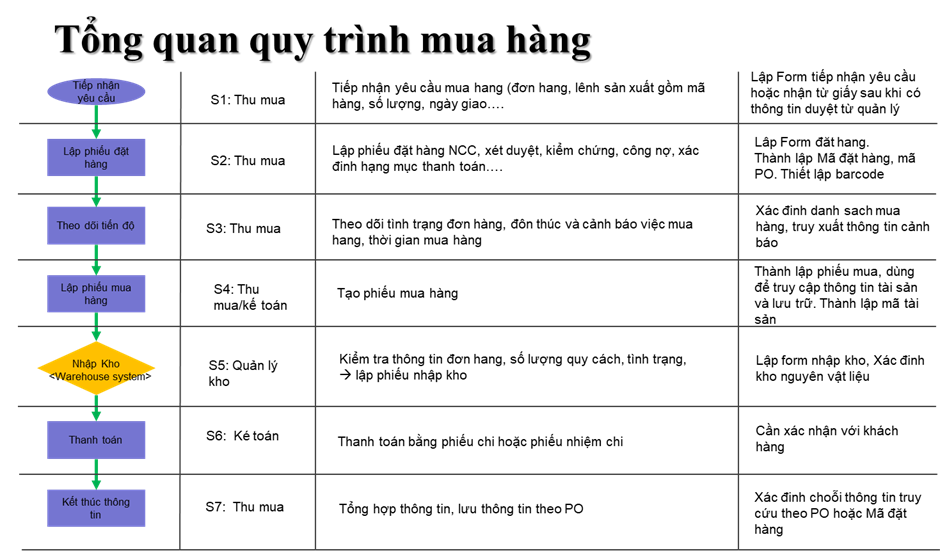 Tổng quan quy trình mua hàng
Tiếp nhận
yêu cầu
S1: Thu mua
Tiếp nhận yêu cầu mua hang (đơn hang, lênh sản xuất gồm mã
hàng, số lượng, ngày giao….
Lập Form tiếp nhận yêu cầu
hoặc nhận từ giấy sau khi có
thông tin duyệt từ quản lý
Lập phiếu đặt
hàng
S2: Thu mua
Lập phiếu đặt hàng NCC, xét duyệt, kiểm chứng, công nợ, xác
đinh hạng mục thanh toán….
Lâp Form đăt hang.
Thành lập Mã đặt hàng, mã
PO. Thiết lập barcode
Theo dõi tiến độ
S3: Thu mua
Theo dõi tình trạng đơn hàng, đôn thúc và cảnh báo việc mua
hang, thời gian mua hàng
Xác đinh danh sach mua
hàng, truy xuất thông tin cảnh
báo
Lập phiếu mua
hàng
S4: Thu
mua/kế toán
Tạo phiếu mua hàng
Thành lập phiếu mua, dùng
để truy cập thông tin tài sản
và lưu trữ. Thành lập mã tài
sản
Nhập Kho
<Warehouse system>
S5: Quản lý
kho
Kiểm tra thông tin đơn hang, số lượng quy cách, tình trạng,
→ lập phiếu nhập kho
Lập form nhập kho, Xác đinh
kho nguyên vật liệu
Thanh toán
S6: Ké toán
Thanh toán bằng phiếu chi hoặc phiếu nhiệm chi
Cần xác nhận với khách
hàng
Kết thúc thông
tin
S7: Thu mua
Tổng hợp thông tin, lưu thông tin theo PO
Xác đinh choỗi thông tin truy
cứu theo PO hoặc Mã đặt
hàng